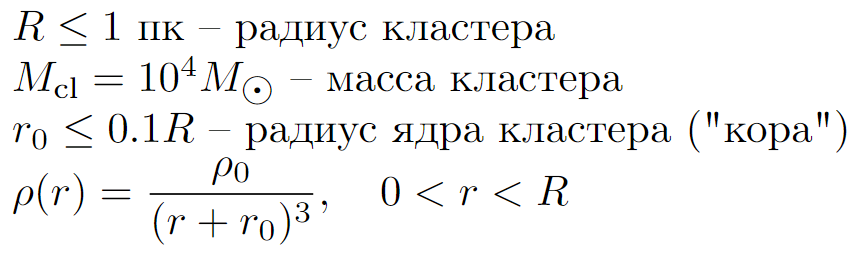 R ≤ 1 пк – радиус кластера
M_cl = 10^4 M_⊙ – масса кластера
r_0 ≤ 0.1R – радиус ядра кластера ("кора")
ρ(r) = ρ_0 / (r + r_0)^3, 0 < r < R